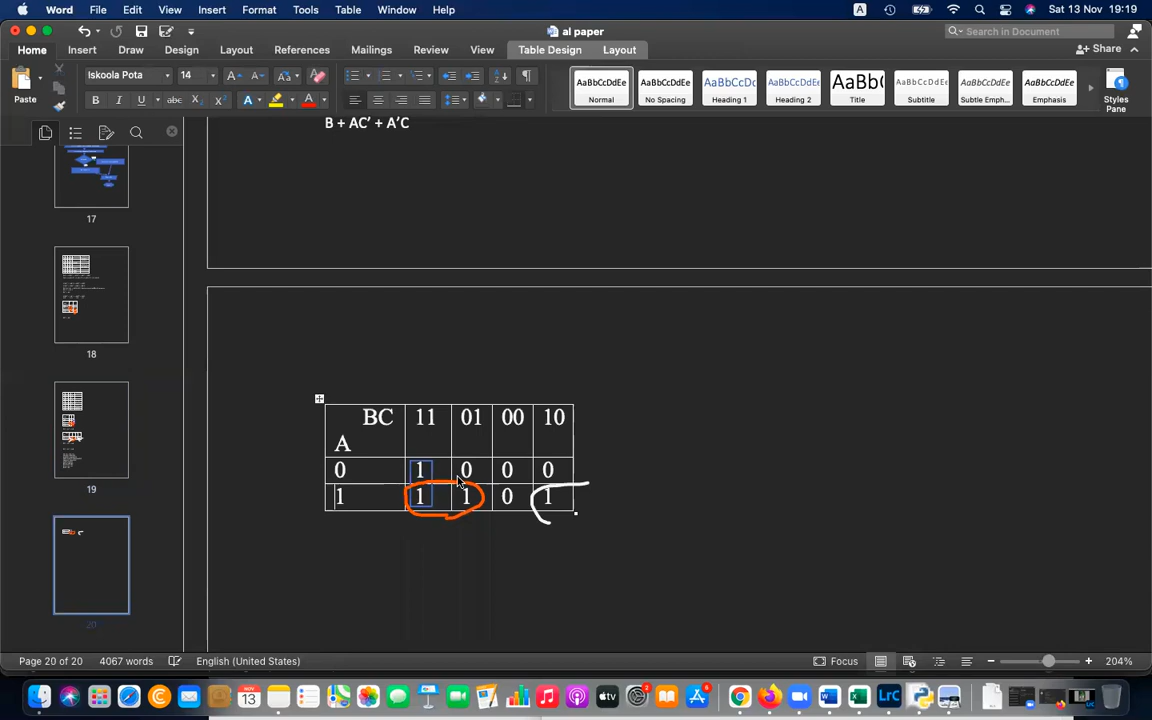 Word File Edit View Insert Format Tools Table Window Help A Sat 13 Nov 19:19
al paper
Search in Document
Home Insert Draw Design Layout References Mailings Review View Table Design Layout
Share
Paste
Iskoola Pota 14
AaBbCcDdEe AaBbCcDdEe AaBbCcDc AaBbCcDdEe AaBbC AaBbCcDdEe AaBbCcDdEe AaBbCcDdEe
Normal No Spacing Heading 1 Heading 2 Title Subtitle Subtle Emph... Emphasis
Styles
Pane
B + AC' + A'C
17
18
19
20
BC 11 01 00 10
A
0 1 0 0 0
1 1 1 0 1
Page 20 of 20 4067 words English (United States) Focus 204%